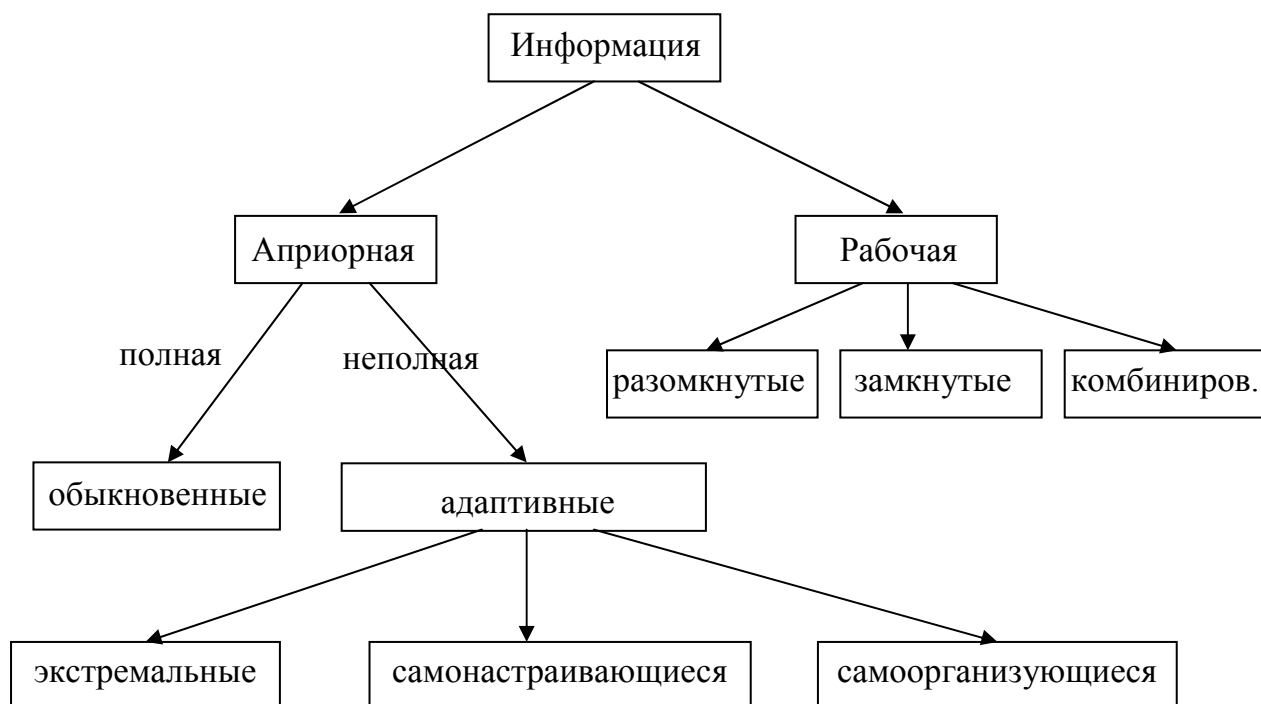 Информация
Априорная
Рабочая
полная
неполная
разомкнутые
замкнутые
комбиниров.
обыкновенные
адаптивные
экстремальные
самонастраивающиеся
самоорганизующиеся